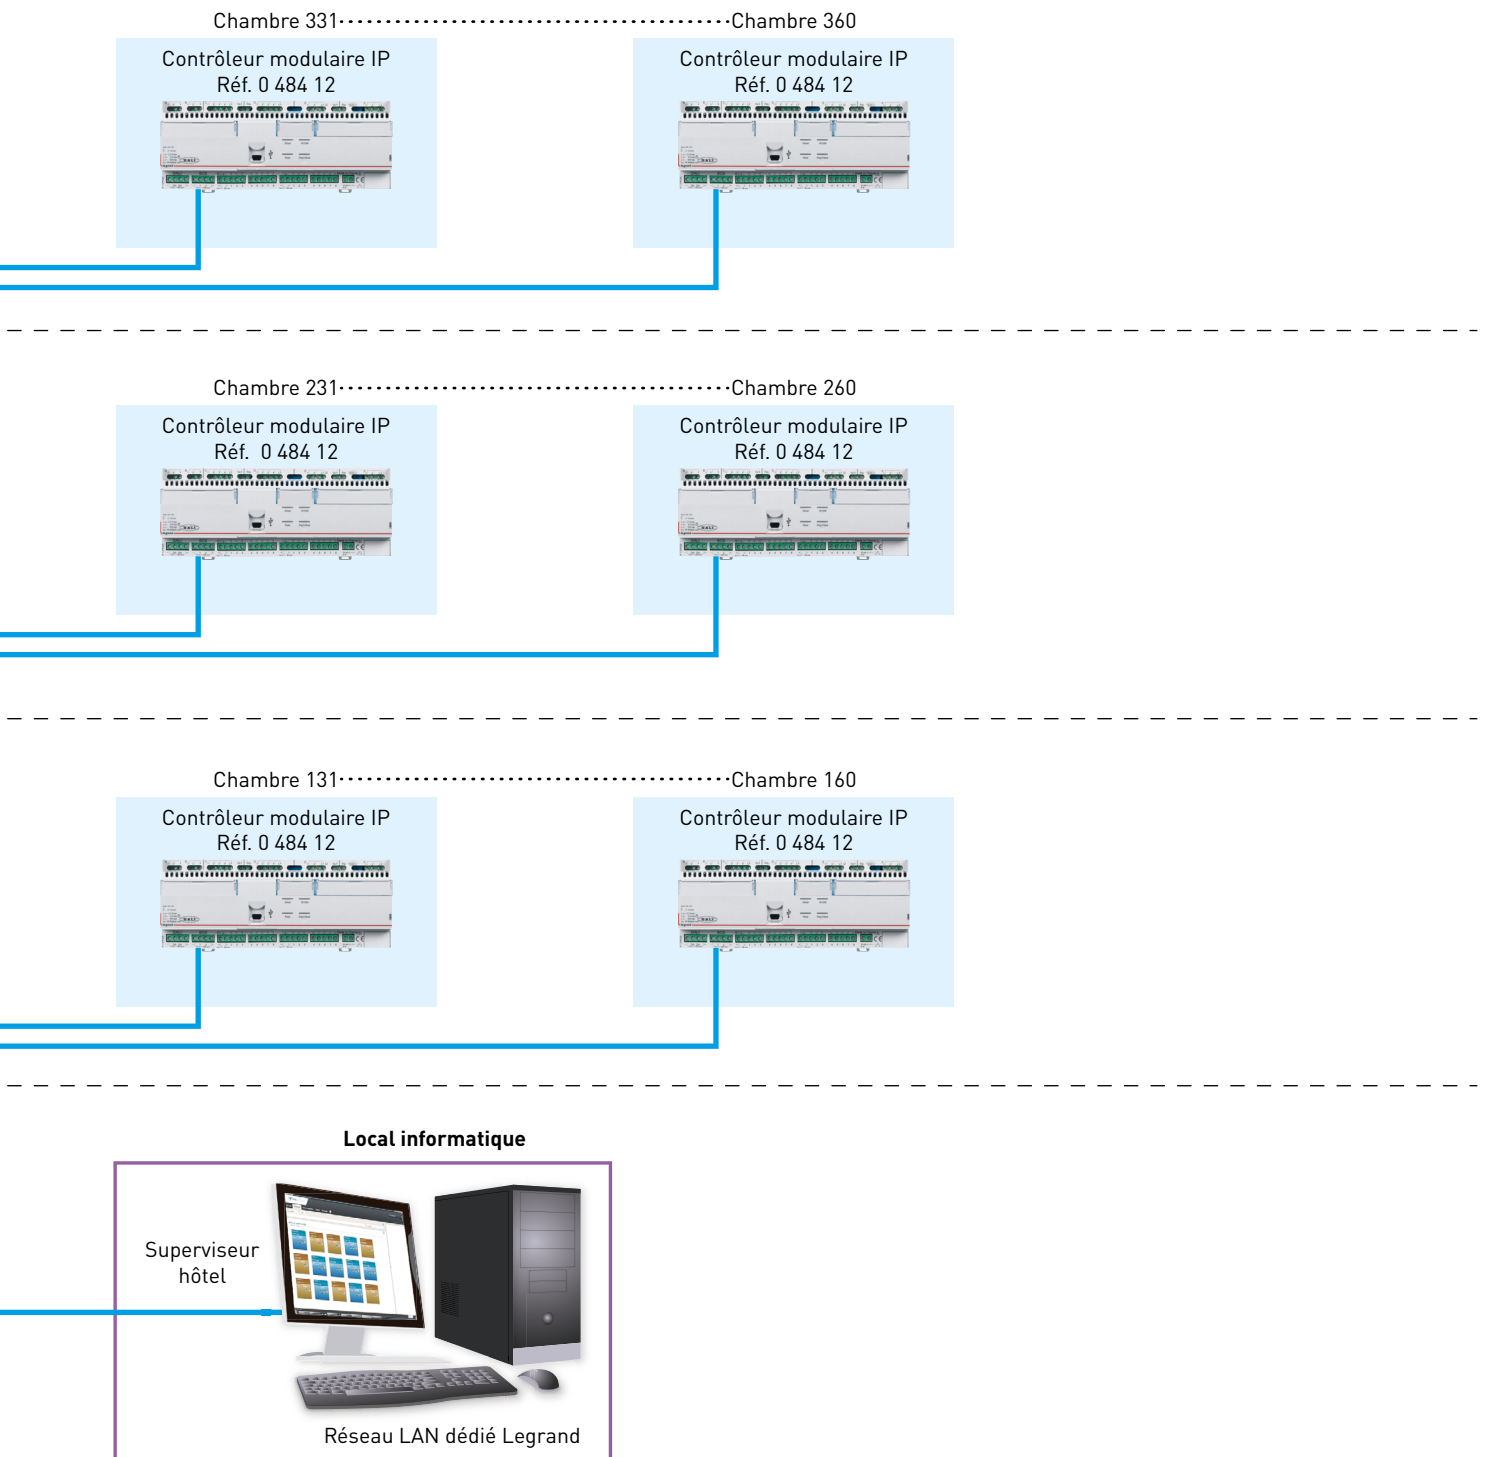 Chambre 331 Chambre 360
Contrôleur modulaire IP
Réf. 0 484 12
Contrôleur modulaire IP
Réf. 0 484 12
Chambre 231 Chambre 260
Contrôleur modulaire IP
Réf. 0 484 12
Contrôleur modulaire IP
Réf. 0 484 12
Chambre 131 Chambre 160
Contrôleur modulaire IP
Réf. 0 484 12
Contrôleur modulaire IP
Réf. 0 484 12
Local informatique
Superviseur
hôtel
Réseau LAN dédié Legrand